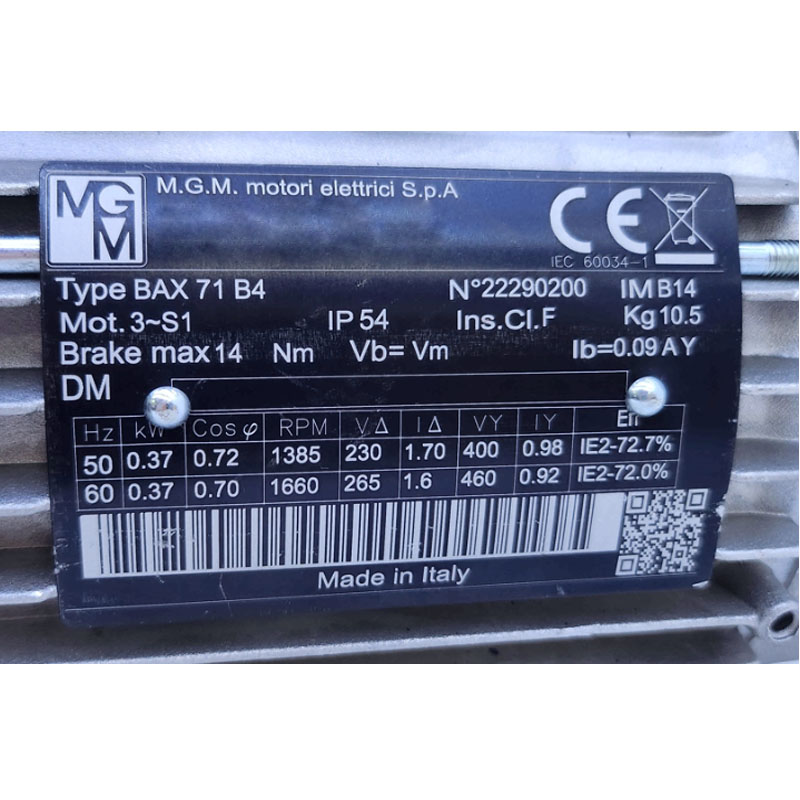 MGM
M.G.M. motori elettrici S.p.A
CE
IEC 60034-1
Type BAX 71 B4 N°22290200 IM B14
Mot. 3~S1 IP 54 Ins.Cl. F Kg 10.5
Brake max 14 Nm Vb= Vm Ib=0.09 A Y
DM
Hz kW Cos φ RPM V Δ I Δ VY IY Eff
50 0.37 0.72 1385 230 1.70 400 0.98 IE2-72.7%
60 0.37 0.70 1660 265 1.6 460 0.92 IE2-72.0%
Made in Italy